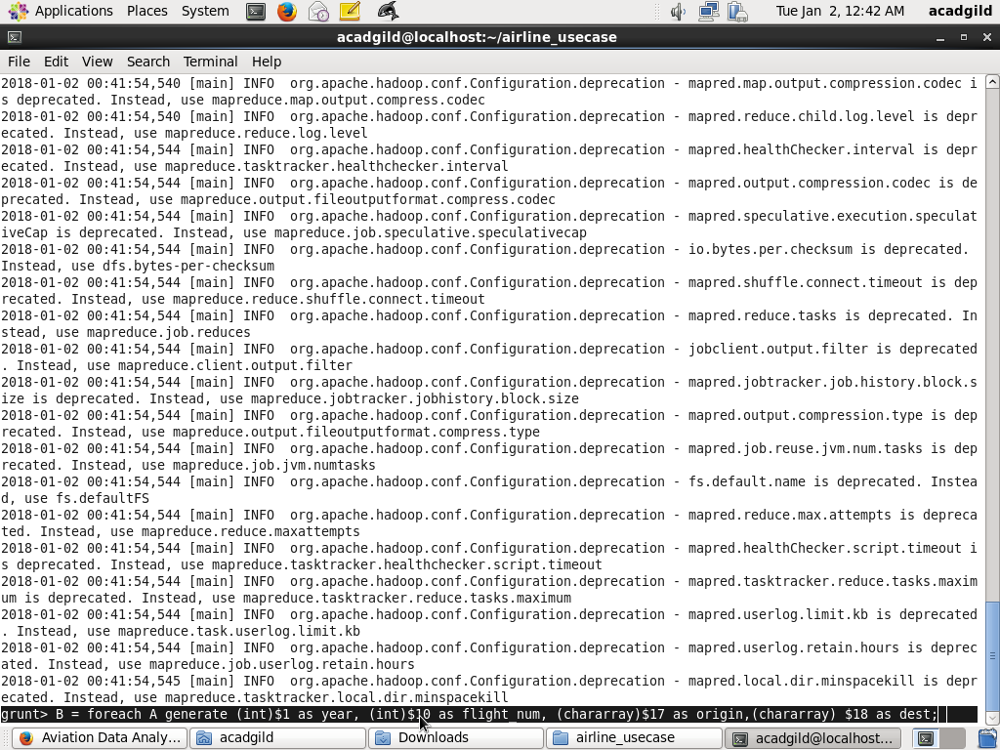 Applications Places System Tue Jan 2, 12:42 AM acadgild
acadgild@localhost:~/airline_usecase
File Edit View Search Terminal Help
2018-01-02 00:41:54,540 [main] INFO  org.apache.hadoop.conf.Configuration.deprecation - mapred.map.output.compression.codec i
s deprecated. Instead, use mapreduce.map.output.compress.codec
2018-01-02 00:41:54,540 [main] INFO  org.apache.hadoop.conf.Configuration.deprecation - mapred.reduce.child.log.level is depr
ecated. Instead, use mapreduce.reduce.log.level
2018-01-02 00:41:54,544 [main] INFO  org.apache.hadoop.conf.Configuration.deprecation - mapred.healthChecker.interval is depr
ecated. Instead, use mapreduce.tasktracker.healthchecker.interval
2018-01-02 00:41:54,544 [main] INFO  org.apache.hadoop.conf.Configuration.deprecation - mapred.output.compression.codec is de
precated. Instead, use mapreduce.output.fileoutputformat.compress.codec
2018-01-02 00:41:54,544 [main] INFO  org.apache.hadoop.conf.Configuration.deprecation - mapred.speculative.execution.speculat
iveCap is deprecated. Instead, use mapreduce.job.speculative.speculativecap
2018-01-02 00:41:54,544 [main] INFO  org.apache.hadoop.conf.Configuration.deprecation - io.bytes.per.checksum is deprecated.
Instead, use dfs.bytes-per-checksum
2018-01-02 00:41:54,544 [main] INFO  org.apache.hadoop.conf.Configuration.deprecation - mapred.shuffle.connect.timeout is dep
recated. Instead, use mapreduce.reduce.shuffle.connect.timeout
2018-01-02 00:41:54,544 [main] INFO  org.apache.hadoop.conf.Configuration.deprecation - mapred.reduce.tasks is deprecated. In
stead, use mapreduce.job.reduces
2018-01-02 00:41:54,544 [main] INFO  org.apache.hadoop.conf.Configuration.deprecation - jobclient.output.filter is deprecated
. Instead, use mapreduce.client.output.filter
2018-01-02 00:41:54,544 [main] INFO  org.apache.hadoop.conf.Configuration.deprecation - mapred.jobtracker.job.history.block.s
ize is deprecated. Instead, use mapreduce.jobtracker.jobhistory.block.size
2018-01-02 00:41:54,544 [main] INFO  org.apache.hadoop.conf.Configuration.deprecation - mapred.output.compression.type is dep
recated. Instead, use mapreduce.output.fileoutputformat.compress.type
2018-01-02 00:41:54,544 [main] INFO  org.apache.hadoop.conf.Configuration.deprecation - mapred.job.reuse.jvm.num.tasks is dep
recated. Instead, use mapreduce.job.jvm.numtasks
2018-01-02 00:41:54,544 [main] INFO  org.apache.hadoop.conf.Configuration.deprecation - fs.default.name is deprecated. Instea
d, use fs.defaultFS
2018-01-02 00:41:54,544 [main] INFO  org.apache.hadoop.conf.Configuration.deprecation - mapred.reduce.max.attempts is depreca
ted. Instead, use mapreduce.reduce.maxattempts
2018-01-02 00:41:54,544 [main] INFO  org.apache.hadoop.conf.Configuration.deprecation - mapred.healthChecker.script.timeout i
s deprecated. Instead, use mapreduce.tasktracker.healthchecker.script.timeout
2018-01-02 00:41:54,544 [main] INFO  org.apache.hadoop.conf.Configuration.deprecation - mapred.tasktracker.reduce.tasks.maxim
um is deprecated. Instead, use mapreduce.tasktracker.reduce.tasks.maximum
2018-01-02 00:41:54,544 [main] INFO  org.apache.hadoop.conf.Configuration.deprecation - mapred.userlog.limit.kb is deprecated
. Instead, use mapreduce.task.userlog.limit.kb
2018-01-02 00:41:54,544 [main] INFO  org.apache.hadoop.conf.Configuration.deprecation - mapred.userlog.retain.hours is deprec
ated. Instead, use mapreduce.job.userlog.retain.hours
2018-01-02 00:41:54,545 [main] INFO  org.apache.hadoop.conf.Configuration.deprecation - mapred.local.dir.minspacekill is depr
ecated. Instead, use mapreduce.tasktracker.local.dir.minspacekill
grunt> B = foreach A generate (int)$1 as year, (int)$10 as flight_num, (chararray)$17 as origin,(chararray) $18 as dest;
Aviation Data Analy... acadgild Downloads airline_usecase acadgild@localhost...